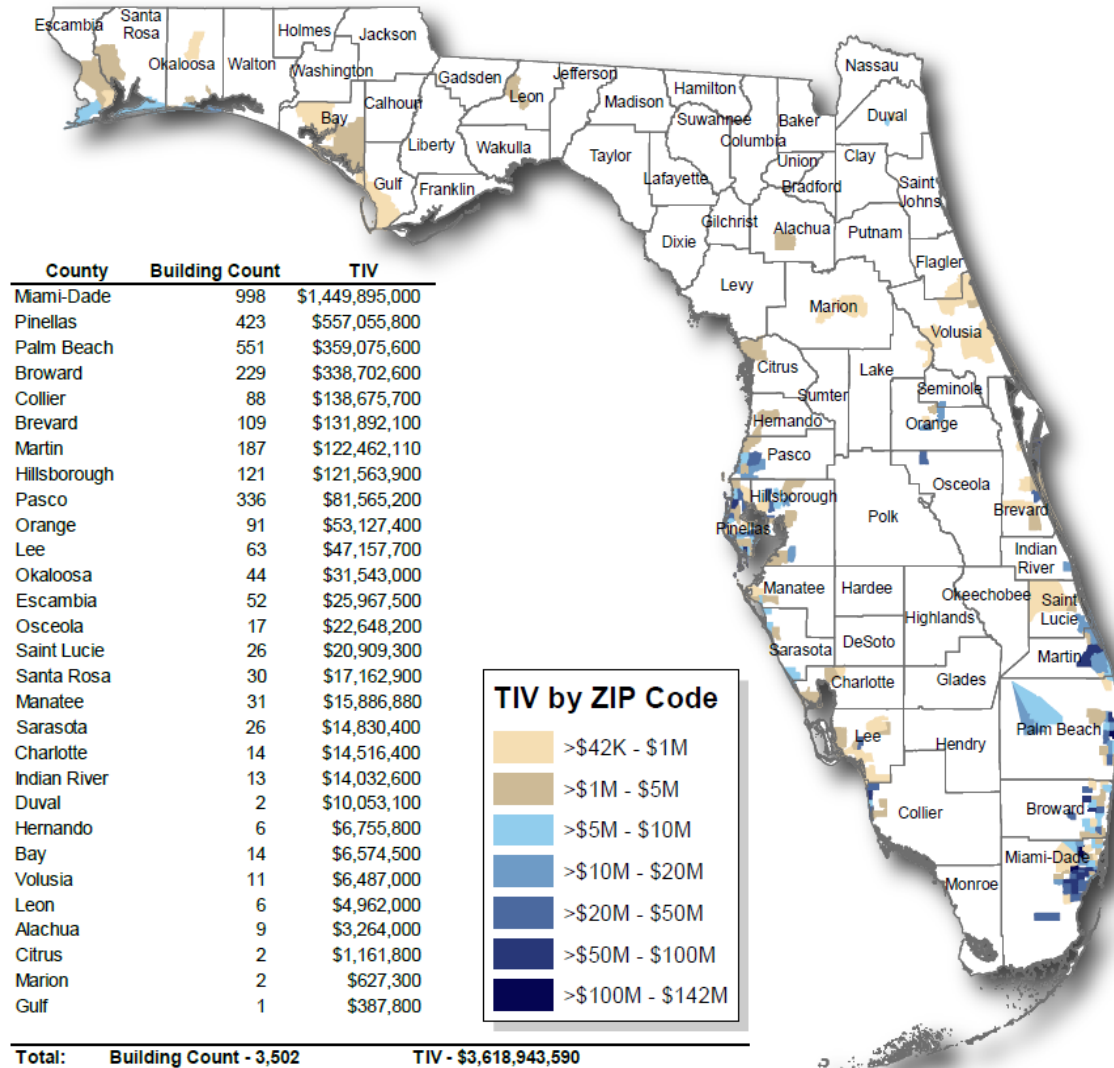 Escambia
Santa
Rosa
Okaloosa
Walton
Holmes
Washington
Jackson
Bay
Calhoun
Gulf
Liberty
Gadsden
Franklin
Leon
Wakulla
Jefferson
Madison
Taylor
Hamilton
Suwannee
Lafayette
Columbia
Dixie
Gilchrist
Baker
Union
Bradford
Nassau
Duval
Clay
Saint
Johns
Alachua
Putnam
Flagler
Levy
Marion
Volusia
Citrus
Sumter
Lake
Seminole
Hernando
Orange
Pasco
Osceola
Hillsborough
Pinellas
Polk
Brevard
Indian
River
Manatee
Hardee
Okeechobee
Highlands
Saint
Lucie
Sarasota
DeSoto
Martin
Charlotte
Glades
Palm Beach
Lee
Hendry
Collier
Broward
Miami-Dade
Monroe
County Building Count TIV
Miami-Dade 998 $1,449,895,000
Pinellas 423 $557,055,800
Palm Beach 551 $359,075,600
Broward 229 $338,702,600
Collier 88 $138,675,700
Brevard 109 $131,892,100
Martin 187 $122,462,110
Hillsborough 121 $121,563,900
Pasco 336 $81,565,200
Orange 91 $53,127,400
Lee 63 $47,157,700
Okaloosa 44 $31,543,000
Escambia 52 $25,967,500
Osceola 17 $22,648,200
Saint Lucie 26 $20,909,300
Santa Rosa 30 $17,162,900
Manatee 31 $15,886,880
Sarasota 26 $14,830,400
Charlotte 14 $14,516,400
Indian River 13 $14,032,600
Duval 2 $10,053,100
Hernando 6 $6,755,800
Bay 14 $6,574,500
Volusia 11 $6,487,000
Leon 6 $4,962,000
Alachua 9 $3,264,000
Citrus 2 $1,161,800
Marion 2 $627,300
Gulf 1 $387,800
Total: Building Count - 3,502 TIV - $3,618,943,590
TIV by ZIP Code
>$42K - $1M
>$1M - $5M
>$5M - $10M
>$10M - $20M
>$20M - $50M
>$50M - $100M
>$100M - $142M